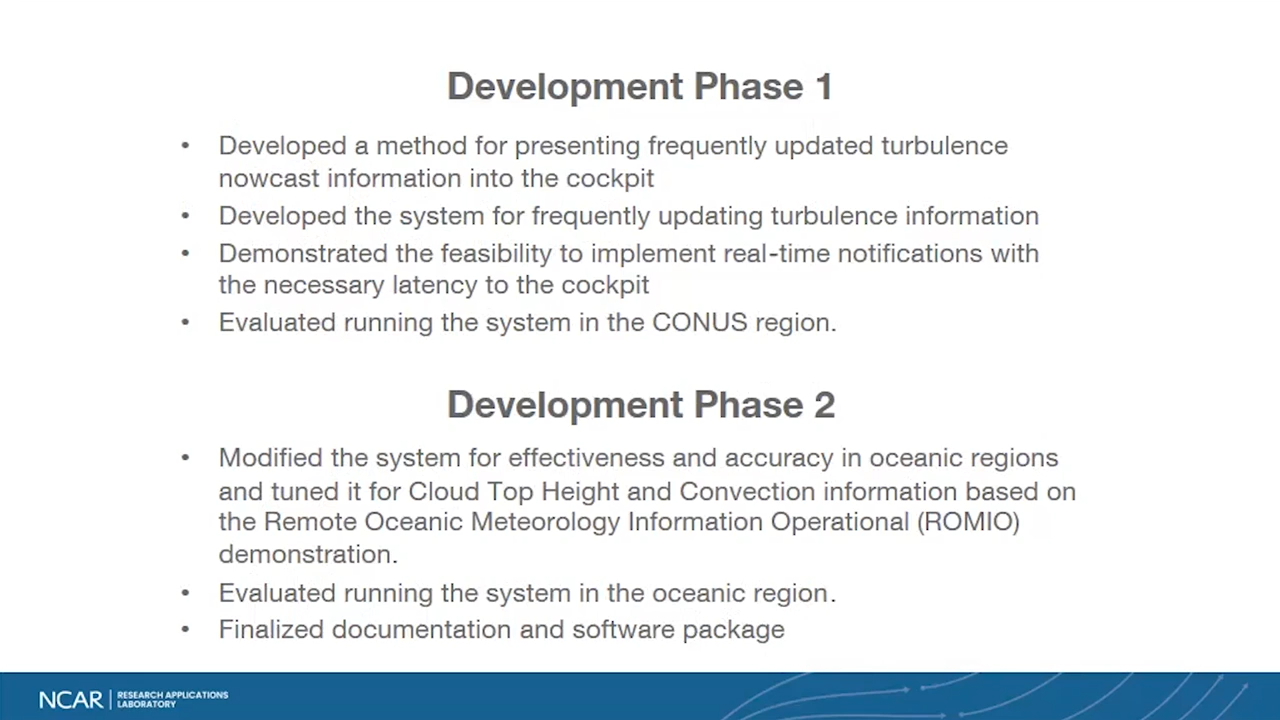 Development Phase 1
• Developed a method for presenting frequently updated turbulence
nowcast information into the cockpit
• Developed the system for frequently updating turbulence information
• Demonstrated the feasibility to implement real-time notifications with
the necessary latency to the cockpit
• Evaluated running the system in the CONUS region.
Development Phase 2
• Modified the system for effectiveness and accuracy in oceanic regions
and tuned it for Cloud Top Height and Convection information based on
the Remote Oceanic Meteorology Information Operational (ROMIO)
demonstration.
• Evaluated running the system in the oceanic region.
• Finalized documentation and software package
NCAR | RESEARCH APPLICATIONS
LABORATORY